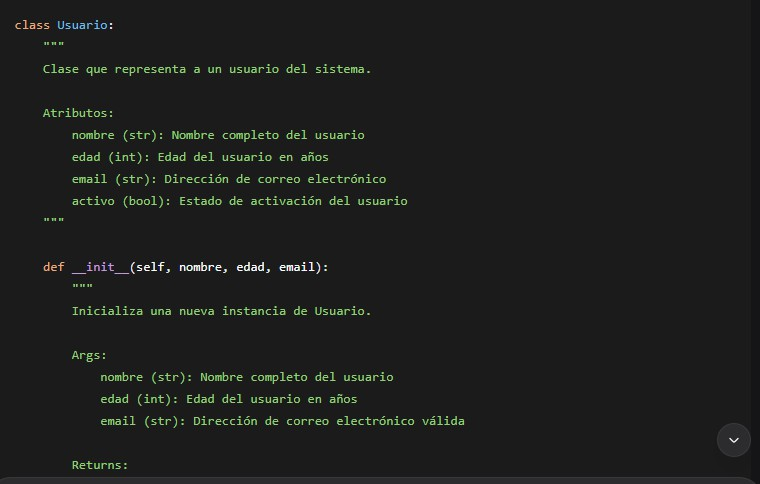 class Usuario:
"""
Clase que representa a un usuario del sistema.
Atributos:
nombre (str): Nombre completo del usuario
edad (int): Edad del usuario en años
email (str): Dirección de correo electrónico
activo (bool): Estado de activación del usuario
"""
def __init__(self, nombre, edad, email):
"""
Inicializa una nueva instancia de Usuario.
Args:
nombre (str): Nombre completo del usuario
edad (int): Edad del usuario en años
email (str): Dirección de correo electrónico válida
Returns: